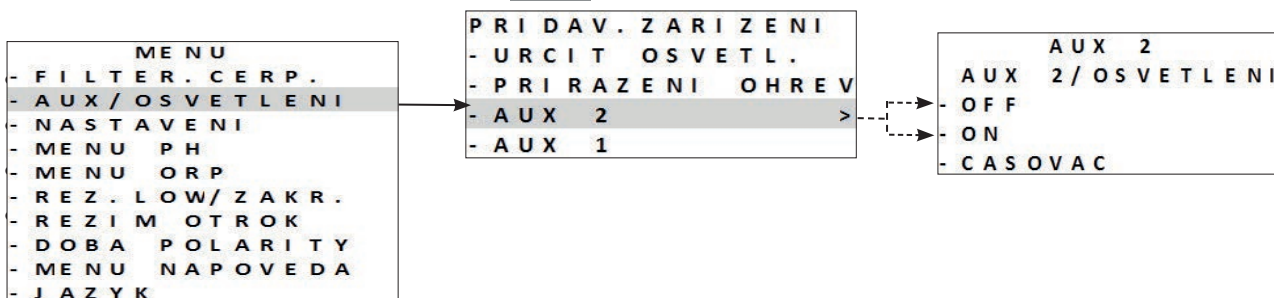 MENU
- FILTER. CERP.
- AUX/OSVETLENI
- NASTAVENI
- MENU PH
- MENU ORP
- REZ. LOW/ZAKR.
- REZIM OTROK
- DOBA POLARITY
- MENU NAPOVEDA
- JAZYK
PRIDAV. ZARIZENI
- URCIT OSVETL.
- PRIRAZENI OHREV
- AUX 2 >
- AUX 1
AUX 2
AUX 2/OSVETLENI
- OFF
- ON
- CASOVAC